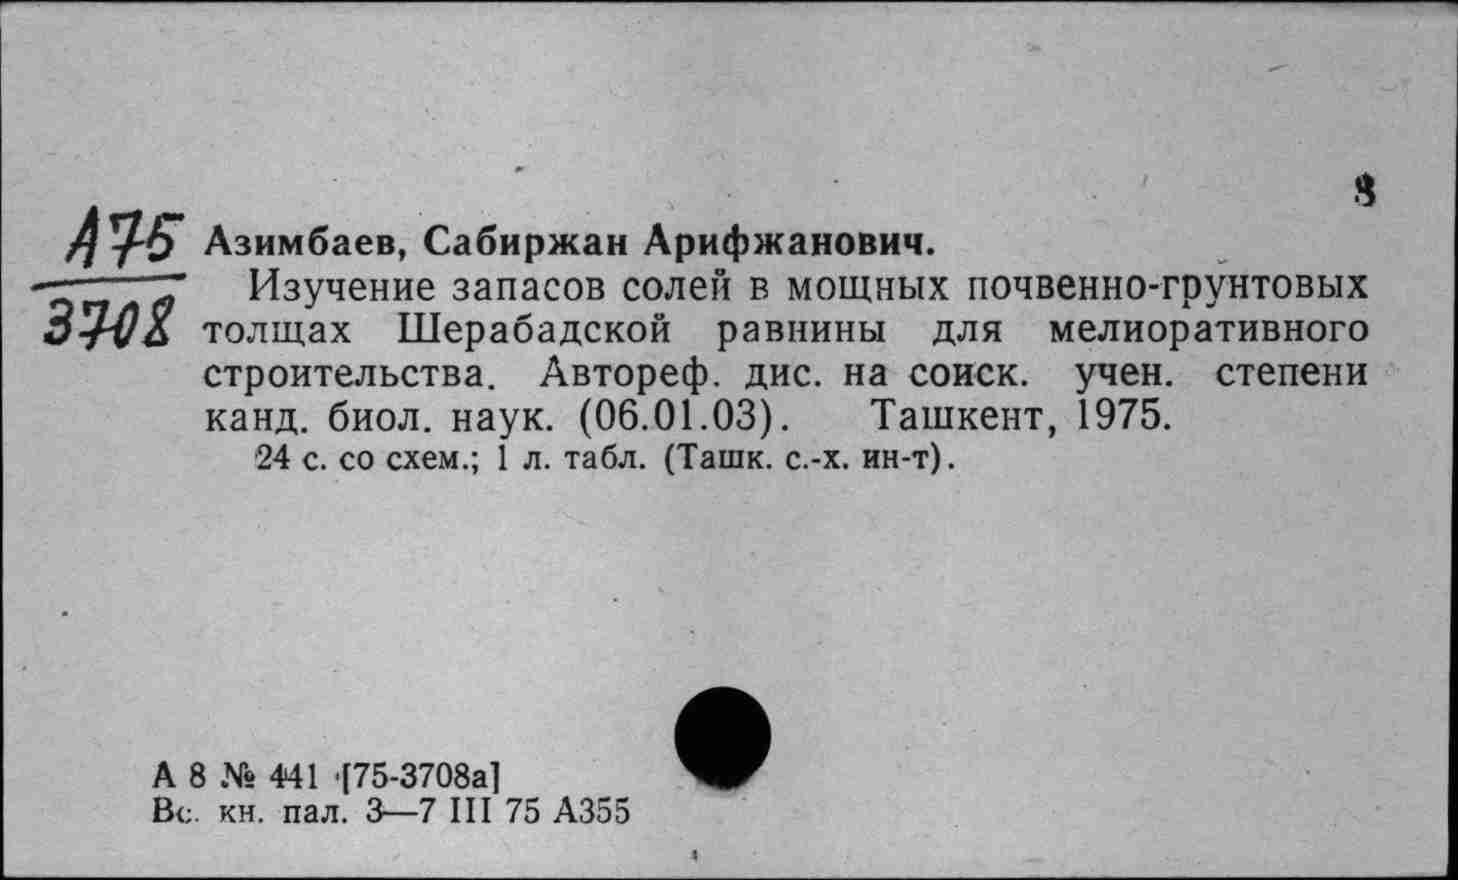 8
А75
3708
Азимбаев, Сабиржан Арифжанович.
Изучение запасов солей в мощных почвенно-грунтовых
толщах Шерабадской равнины для мелиоративного
строительства. Автореф. дис. на соиск. учен. степени
канд. биол. наук. (06.01.03). Ташкент, 1975.
24 с. со схем.; 1 л. табл. (Ташк. с.-х. ин-т).
А 8 № 441 [75-3708а]
Вс. кн. пал. 3—7 III 75 А355